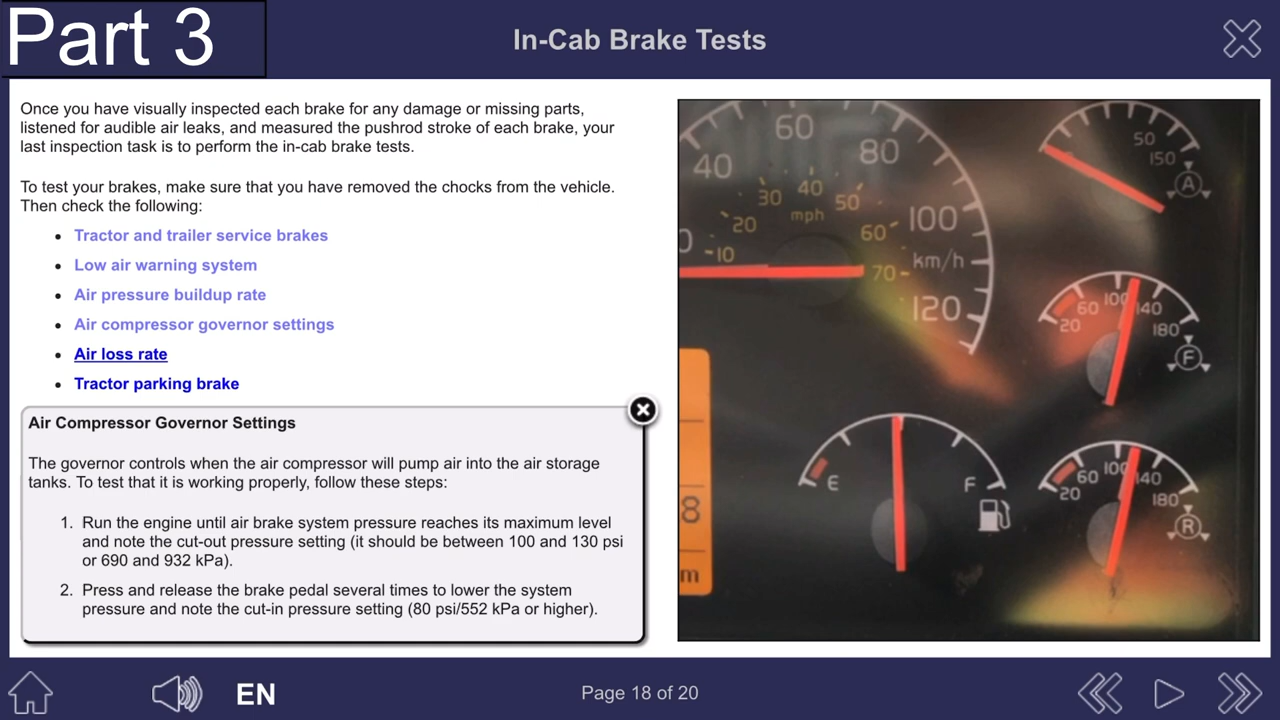 Part 3
In-Cab Brake Tests
Once you have visually inspected each brake for any damage or missing parts,
listened for audible air leaks, and measured the pushrod stroke of each brake, your
last inspection task is to perform the in-cab brake tests.
To test your brakes, make sure that you have removed the chocks from the vehicle.
Then check the following:
• Tractor and trailer service brakes
• Low air warning system
• Air pressure buildup rate
• Air compressor governor settings
• Air loss rate
• Tractor parking brake
Air Compressor Governor Settings
The governor controls when the air compressor will pump air into the air storage
tanks. To test that it is working properly, follow these steps:
1. Run the engine until air brake system pressure reaches its maximum level
and note the cut-out pressure setting (it should be between 100 and 130 psi
or 690 and 932 kPa).
2. Press and release the brake pedal several times to lower the system
pressure and note the cut-in pressure setting (80 psi/552 kPa or higher).
0 40 60 80 100 120
km/h
10 20 30 40 50 60 70
mph
50 150
A
20 60 100 140 180
F
E F
20 60 100 140 180
R
8
m
EN
Page 18 of 20